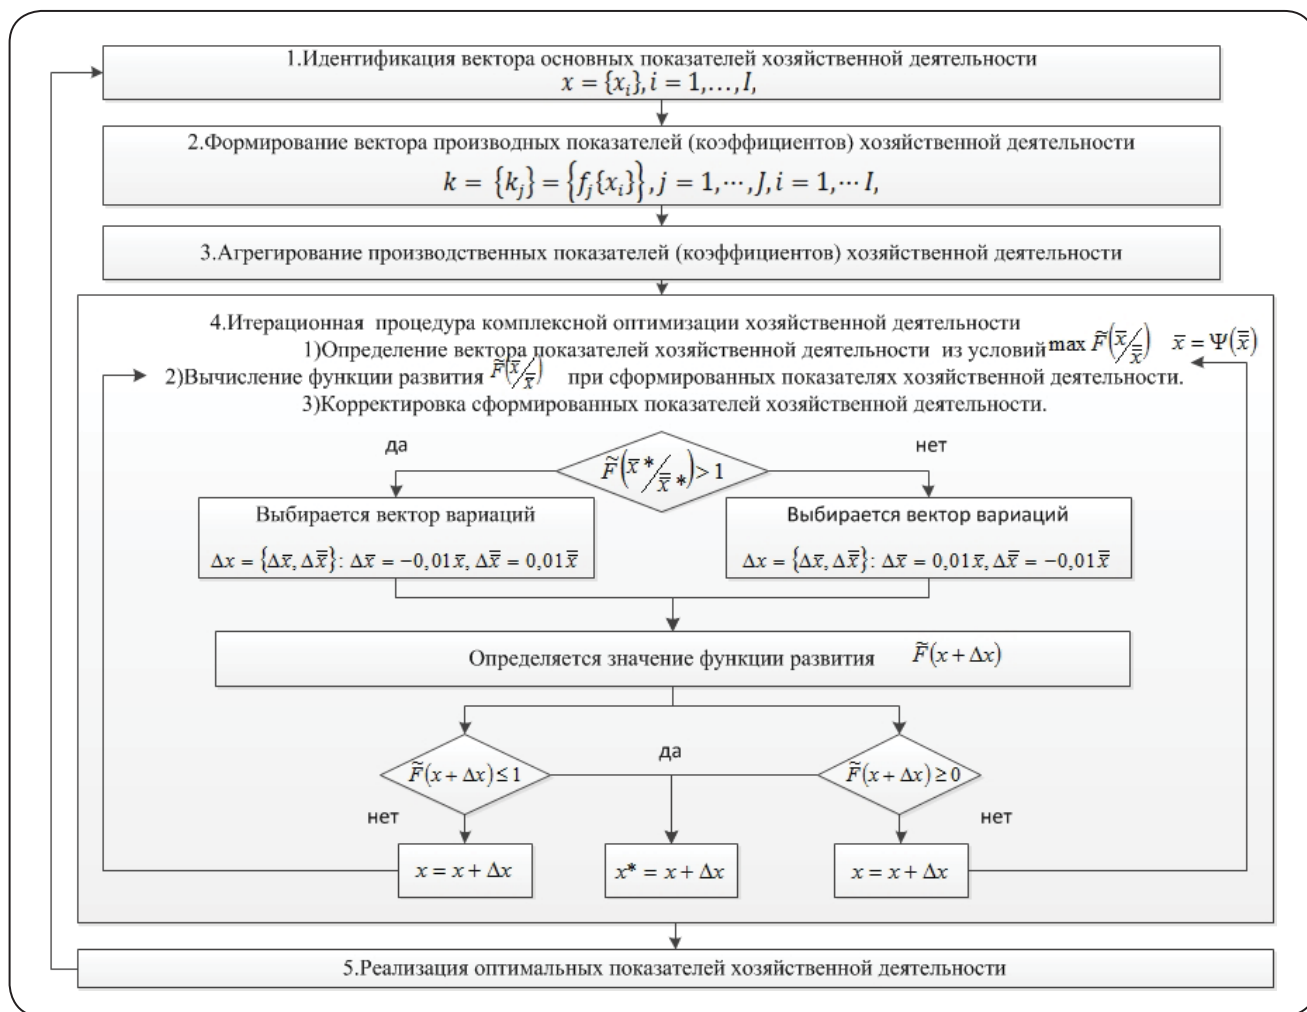 1.Идентификация вектора основных показателей хозяйственной деятельности
x = {xᵢ}, i = 1,…, I,
2.Формирование вектора производных показателей (коэффициентов) хозяйственной деятельности
k = {kⱼ} = {fⱼ{xᵢ}}, j = 1,⋯, J, i = 1,⋯ I,
3.Агрегирование производственных показателей (коэффициентов) хозяйственной деятельности
4.Итерационная процедура комплексной оптимизации хозяйственной деятельности
1)Определение вектора показателей хозяйственной деятельности из условий max F̃(x̄/x̿) x̄ = Ψ(x̿)
2)Вычисление функции развития F̃(x̄/x̿) при сформированных показателях хозяйственной деятельности.
3)Корректировка сформированных показателей хозяйственной деятельности.
да
нет
F̃(x̄*/x̿*) > 1
Выбирается вектор вариаций
Δx = {Δx̄, Δx̿}: Δx̄ = −0,01x̄, Δx̿ = 0,01x̿
Выбирается вектор вариаций
Δx = {Δx̄, Δx̿}: Δx̄ = 0,01x̄, Δx̿ = −0,01x̿
Определяется значение функции развития F̃(x + Δx)
да
F̃(x + Δx) ≤ 1
F̃(x + Δx) ≥ 0
нет
нет
x = x + Δx
x* = x + Δx
x = x + Δx
5.Реализация оптимальных показателей хозяйственной деятельности